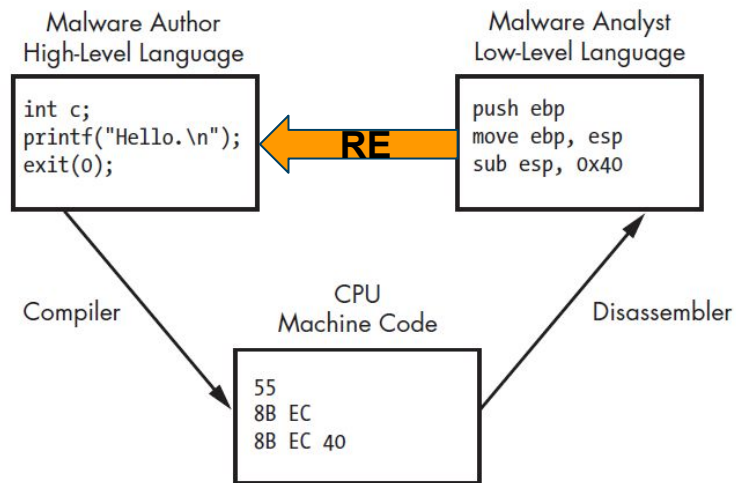 Malware Author
High-Level Language
int c;
printf("Hello.\n");
exit(0);
RE
Malware Analyst
Low-Level Language
push ebp
move ebp, esp
sub esp, 0x40
Compiler
CPU
Machine Code
55
8B EC
8B EC 40
Disassembler